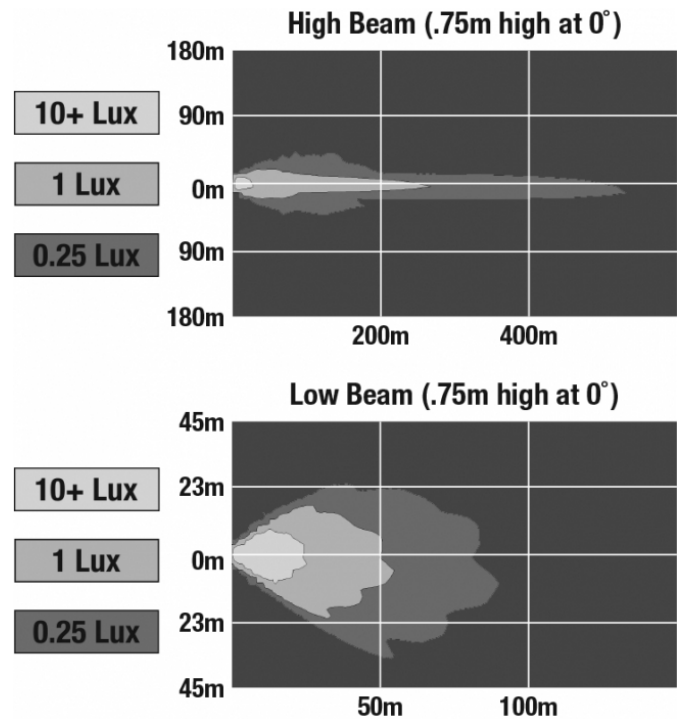 High Beam (.75m high at 0°)
180m
90m
0m
90m
180m
10+ Lux
1 Lux
0.25 Lux
200m
400m
Low Beam (.75m high at 0°)
45m
23m
0m
23m
45m
10+ Lux
1 Lux
0.25 Lux
50m
100m